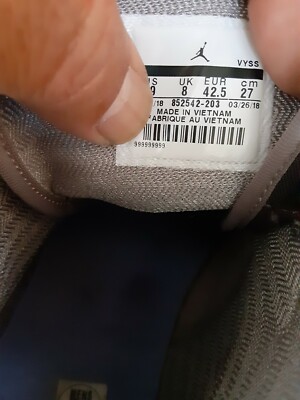 VYSS
US UK EUR cm
9 8 42.5 27
/18 852542-203 03/26/18
MADE IN VIETNAM
FABRIQUE AU VIETNAM
999999999